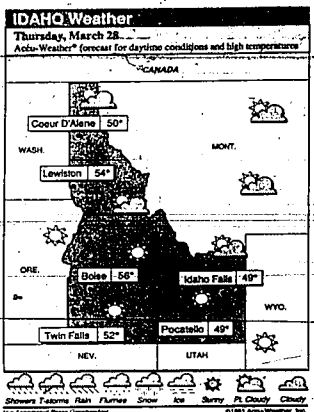 IDAHO Weather
Thursday, March 28
Accu-Weather® forecast for daytime conditions and high temperatures
CANADA
Coeur D'Alene 50°
WASH.
MONT.
Lewiston 54°
ORE.
Boise 56°
Idaho Falls 49°
WYO.
Twin Falls 52°
Pocatello 49°
NEV.
UTAH
Showers T-storms Rain Flurries Snow Ice Sunny Pt. Cloudy Cloudy
Accu-Weather, Inc.